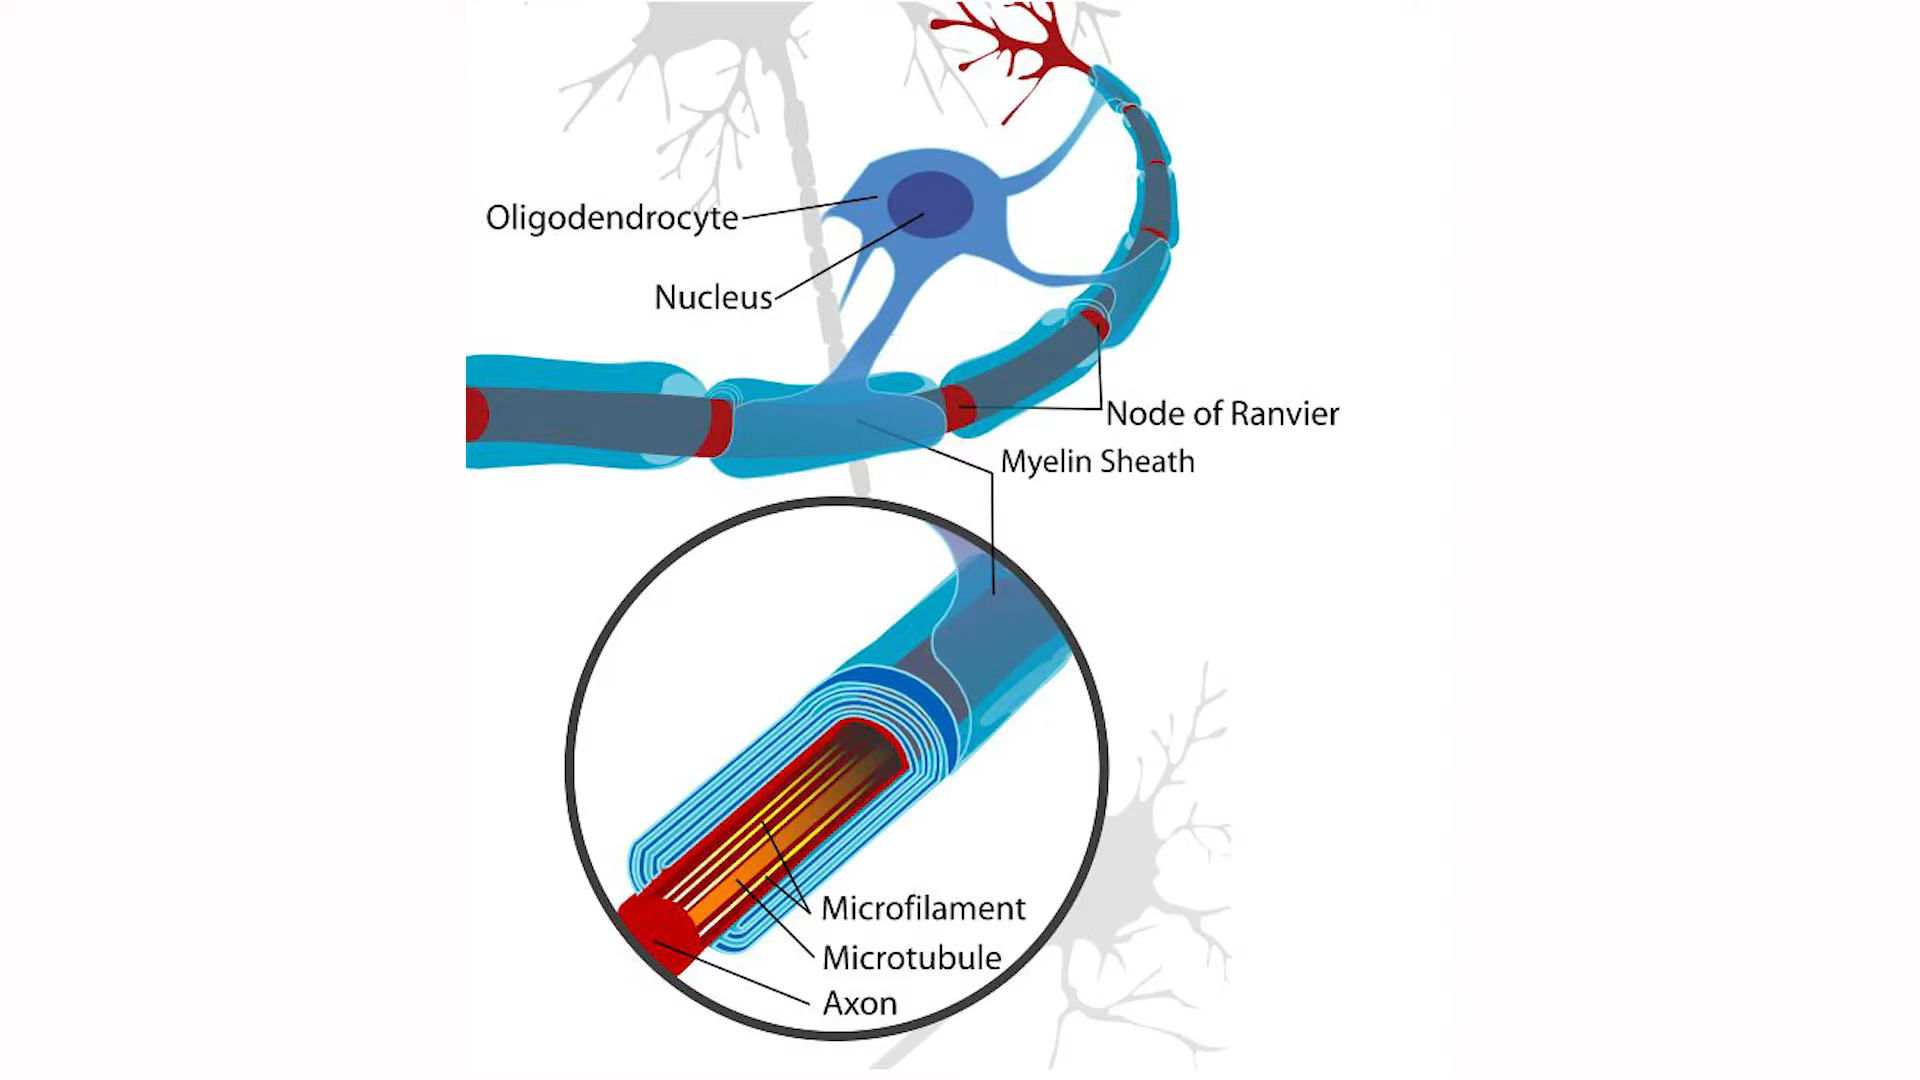 Oligodendrocyte
Nucleus
Node of Ranvier
Myelin Sheath
Microfilament
Microtubule
Axon